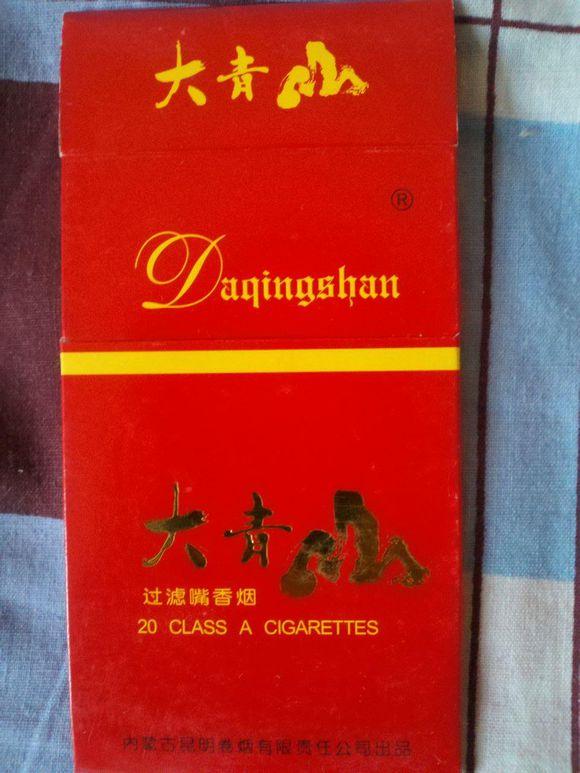 大青山
®
Daqingshan
大青山
过滤嘴香烟
20 CLASS A CIGARETTES
内蒙古昆明卷烟有限责任公司出品